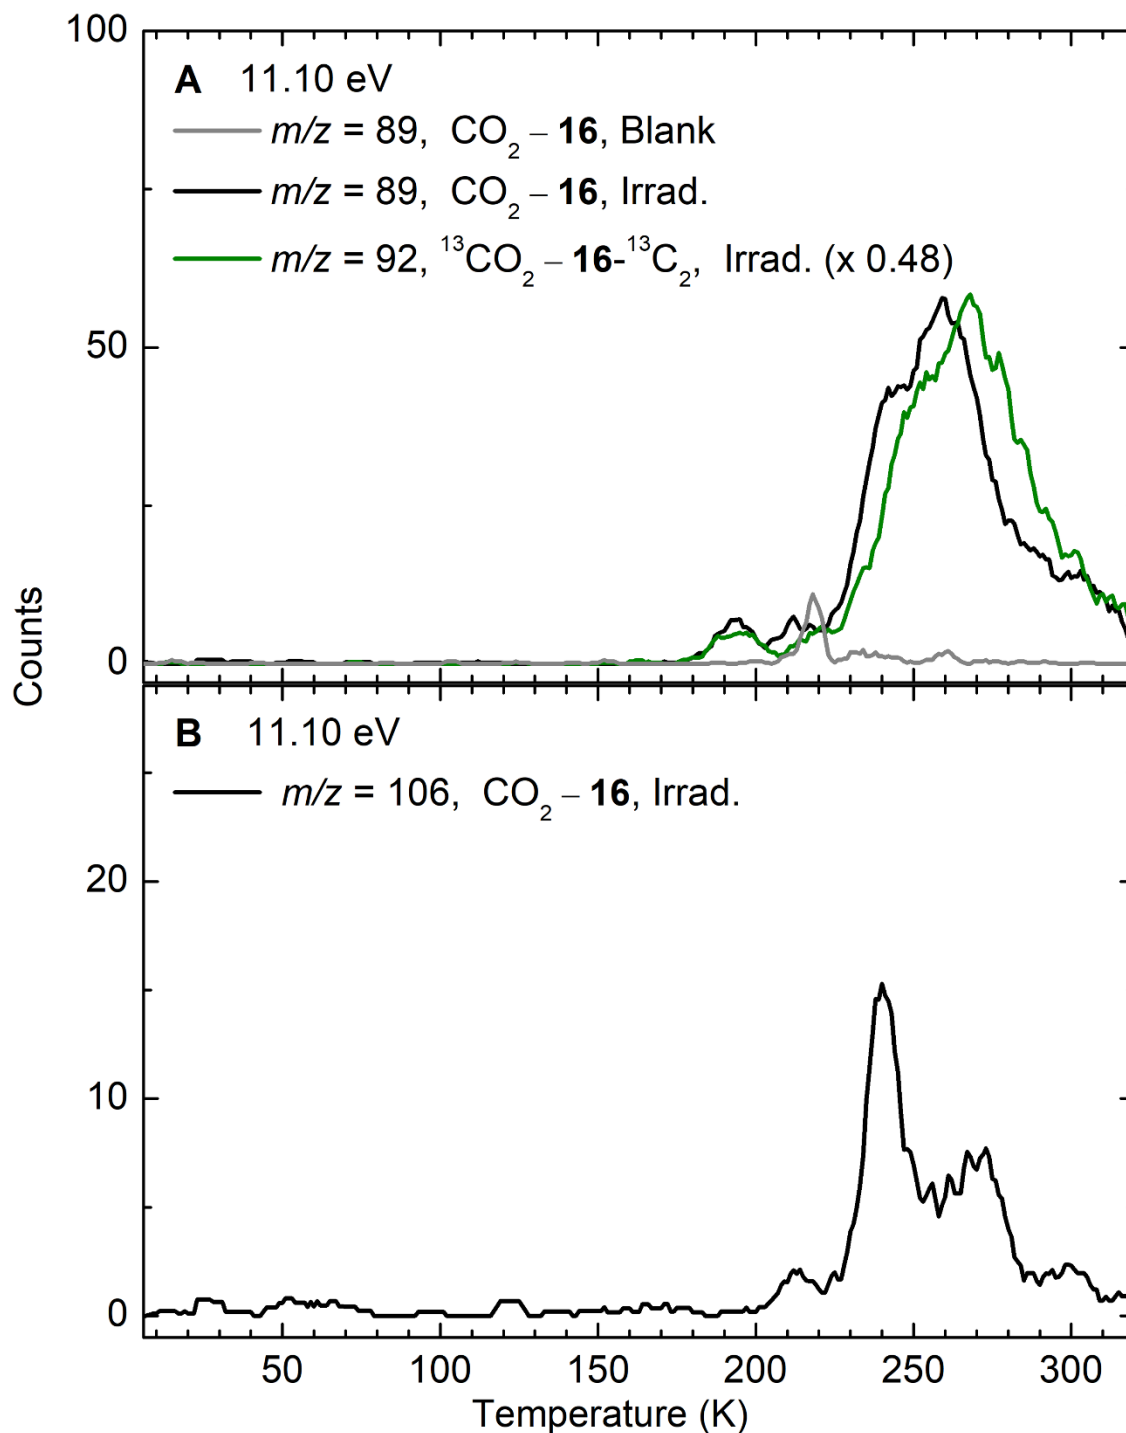 100
A 11.10 eV
m/z = 89, CO₂ – 16, Blank
m/z = 89, CO₂ – 16, Irrad.
m/z = 92, ¹³CO₂ – 16-¹³C₂, Irrad. (x 0.48)
50
0
Counts
B 11.10 eV
m/z = 106, CO₂ – 16, Irrad.
20
10
0
50 100 150 200 250 300
Temperature (K)